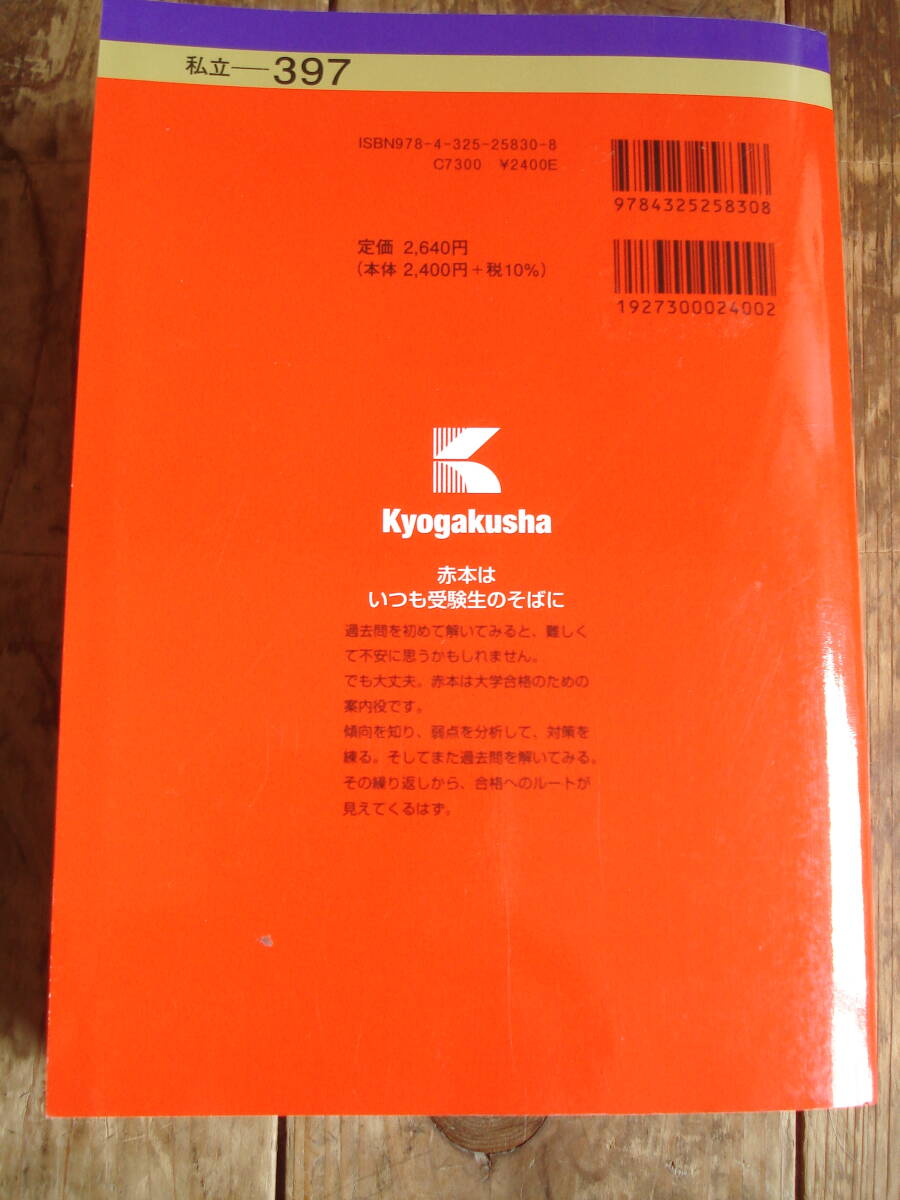 私立―397
ISBN978-4-325-25830-8
C7300 ¥2400E
9784325258308
定価 2,640円
(本体 2,400円+税10%)
1927300024002
Kyogakusha
赤本は
いつも受験生のそばに
過去問を初めて解いてみると、難しく
て不安に思うかもしれません。
でも大丈夫。赤本は大学合格のための
案内役です。
傾向を知り、弱点を分析して、対策を
練る。そしてまた過去問を解いてみる。
その繰り返しから、合格へのルートが
見えてくるはず。